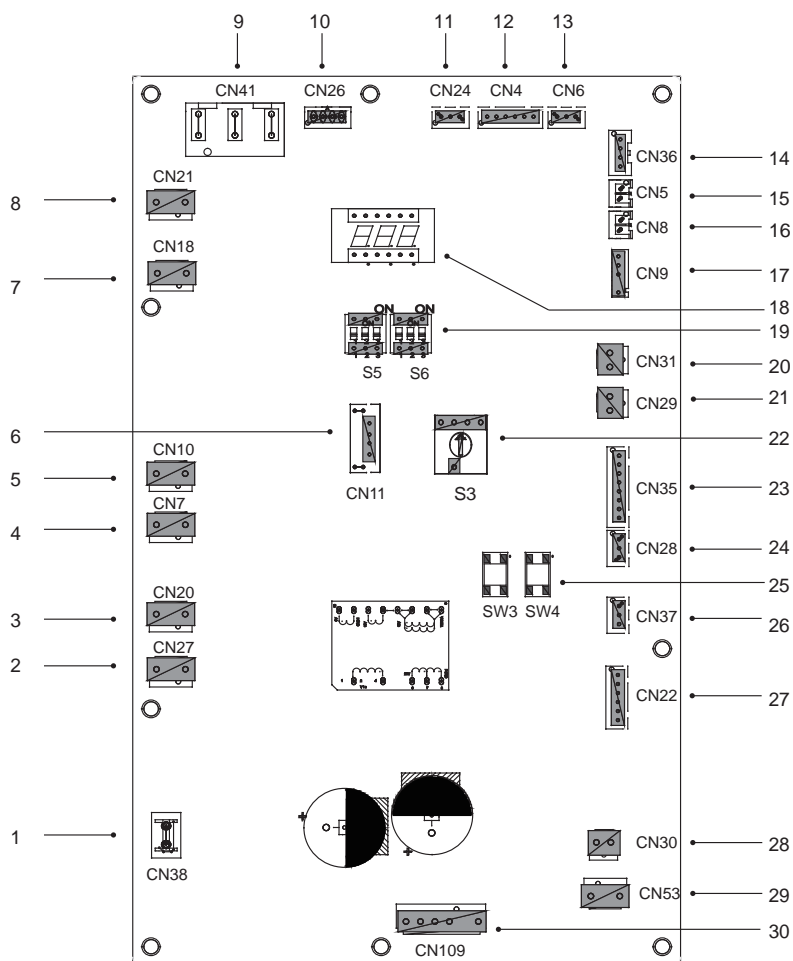 9 10 11 12 13
CN41 CN26 CN24 CN4 CN6
CN36 14
CN21
8
CN5 15
CN8 16
CN18
7
CN9 17
18
ON ON
19
S5 S6
CN31 20
CN29 21
6
22
CN10
5
CN11 S3
CN35 23
CN7
4
CN28 24
25
SW3 SW4
CN20
3
CN37 26
CN27
2
CN22 27
1
CN38
+
+
CN30 28
CN53 29
30
CN109